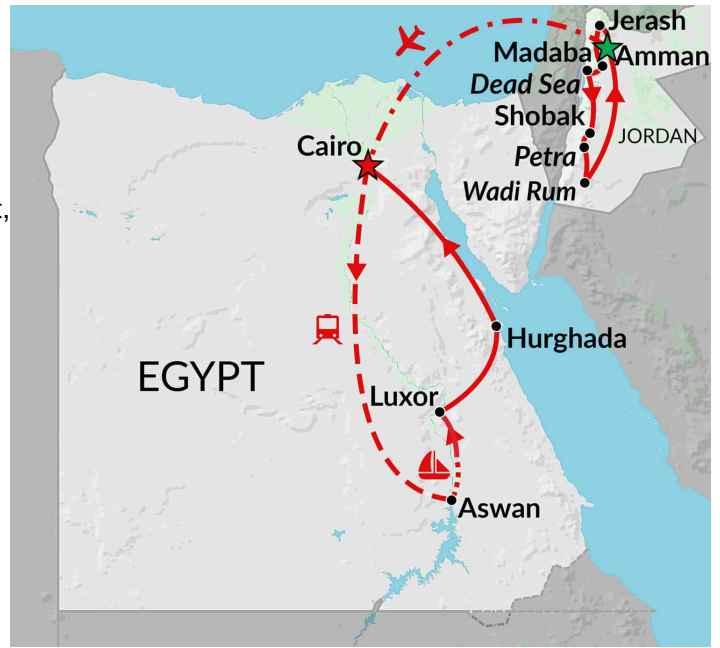 Jerash
Madaba
Amman
Dead Sea
Shobak
JORDAN
Petra
Cairo
Wadi Rum
Hurghada
EGYPT
Luxor
Aswan